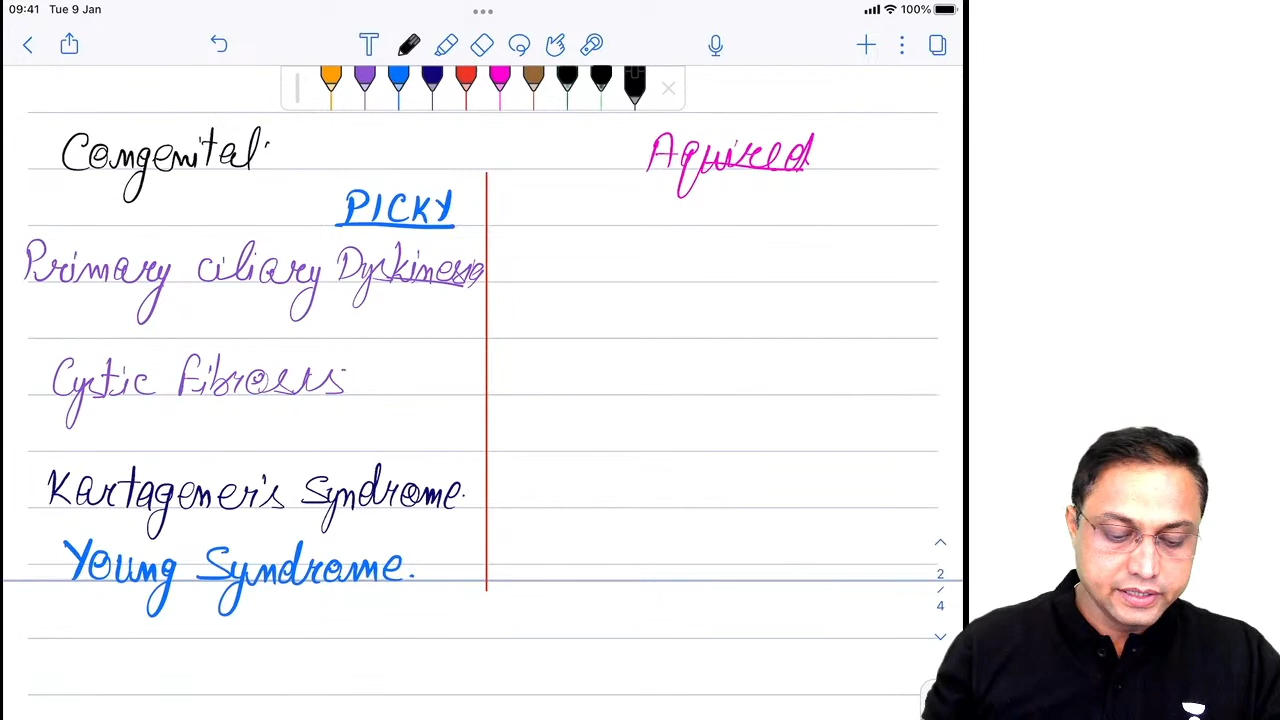 09:41 Tue 9 Jan
100%
T
Congenital
Aquired
PICKY
Primary ciliary Dyskinesia
Cystic Fibrosis
Kartagener's Syndrome.
Young Syndrome.
2
4